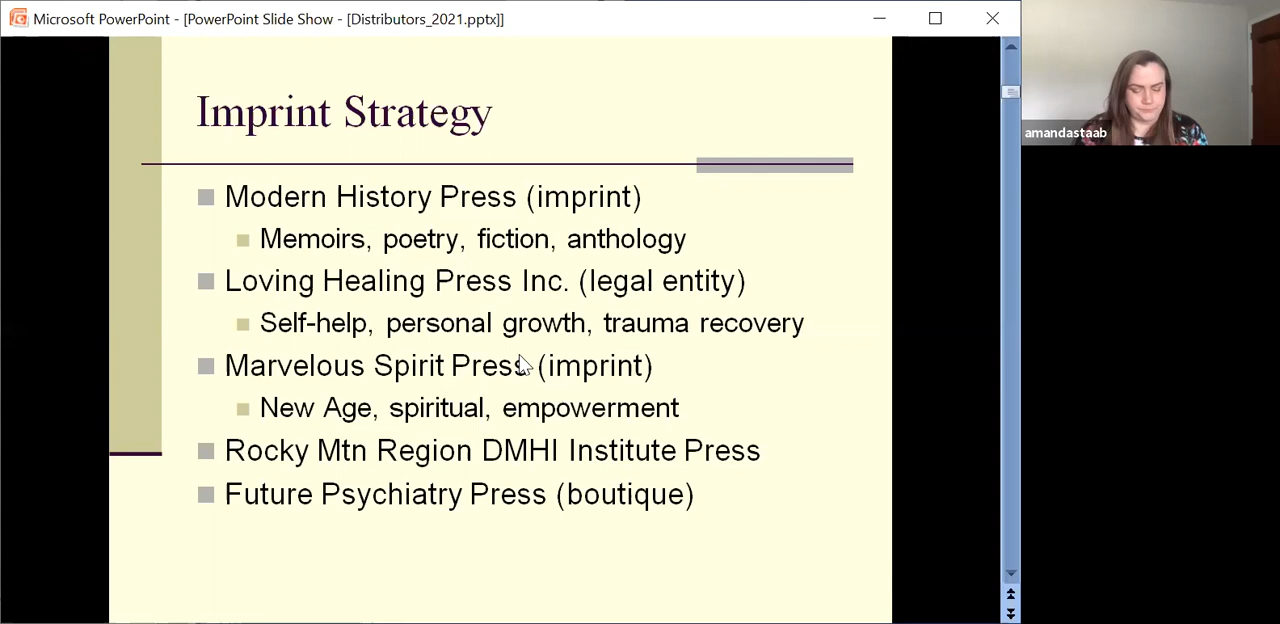 Microsoft PowerPoint - [PowerPoint Slide Show - [Distributors_2021.pptx]]
amandastaab
Imprint Strategy
Modern History Press (imprint)
Memoirs, poetry, fiction, anthology
Loving Healing Press Inc. (legal entity)
Self-help, personal growth, trauma recovery
Marvelous Spirit Press (imprint)
New Age, spiritual, empowerment
Rocky Mtn Region DMHI Institute Press
Future Psychiatry Press (boutique)